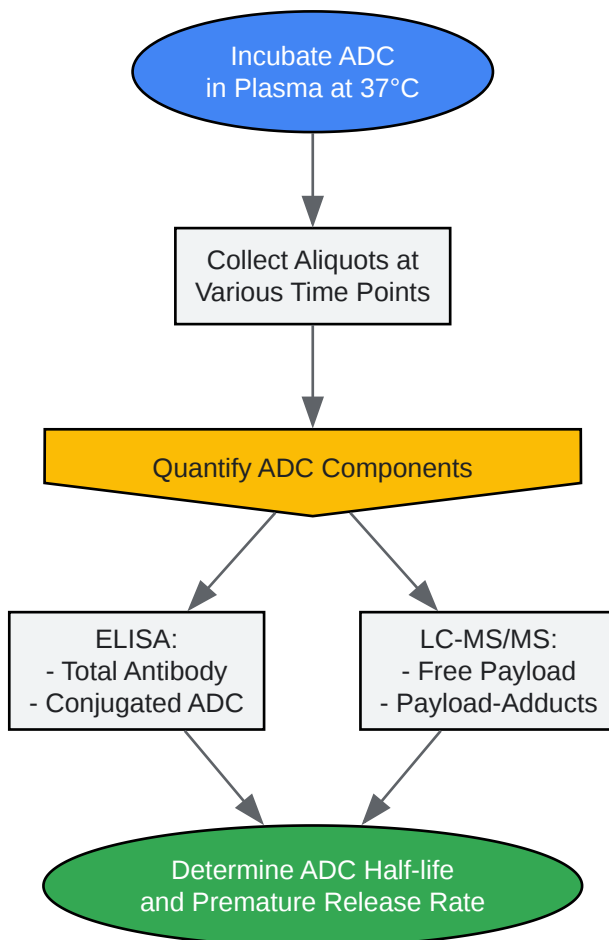 Incubate ADC
in Plasma at 37°C
Collect Aliquots at
Various Time Points
Quantify ADC Components
ELISA:
- Total Antibody
- Conjugated ADC
LC-MS/MS:
- Free Payload
- Payload-Adducts
Determine ADC Half-life
and Premature Release Rate